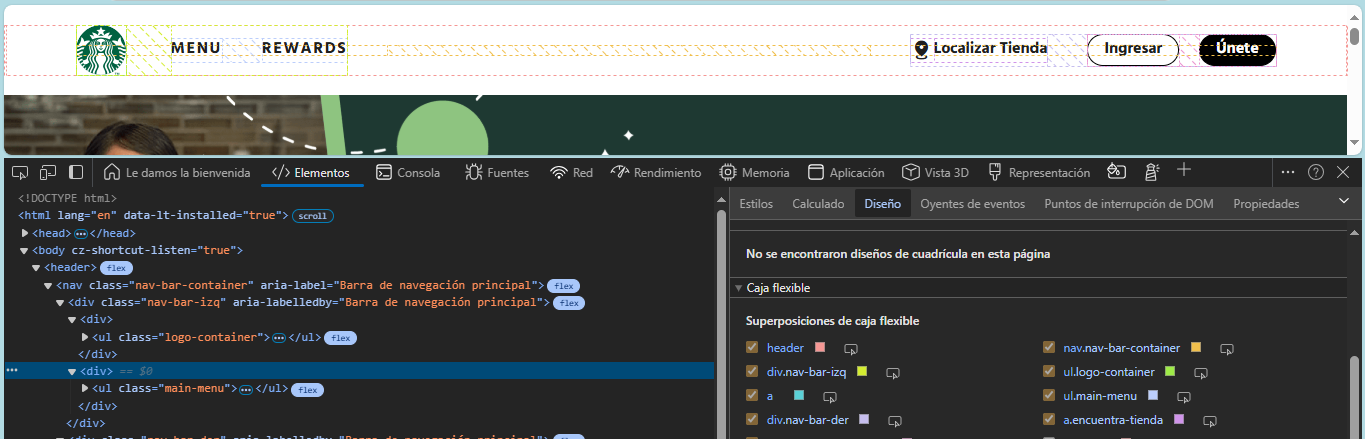 MENU REWARDS Localizar Tienda Ingresar Únete
Le damos la bienvenida Elementos Consola Fuentes Red Rendimiento Memoria Aplicación Vista 3D Representación
<!DOCTYPE html>
<html lang="en" data-lt-installed="true"> scroll
<head> </head>
<body cz-shortcut-listen="true">
<header> flex
<nav class="nav-bar-container" aria-label="Barra de navegación principal"> flex
<div class="nav-bar-izq" aria-labelledby="Barra de navegación principal"> flex
<div>
<ul class="logo-container"> </ul> flex
</div>
<div> == $0
<ul class="main-menu"> </ul> flex
</div>
</div>
Estilos Calculado Diseño Oyentes de eventos Puntos de interrupción de DOM Propiedades
No se encontraron diseños de cuadrícula en esta página
Caja flexible
Superposiciones de caja flexible
header nav.nav-bar-container
div.nav-bar-izq ul.logo-container
a ul.main-menu
div.nav-bar-der a.encuentra-tienda